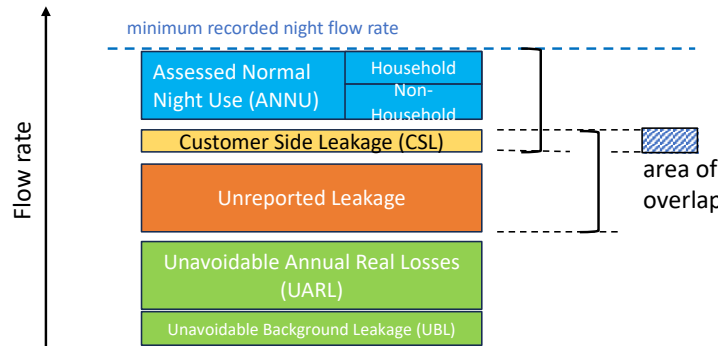 minimum recorded night flow rate
Assessed Normal
Night Use (ANNU)
Household
Non-
Household
Customer Side Leakage (CSL)
Unreported Leakage
Unavoidable Annual Real Losses
(UARL)
Unavoidable Background Leakage (UBL)
area of
overlap
Flow rate